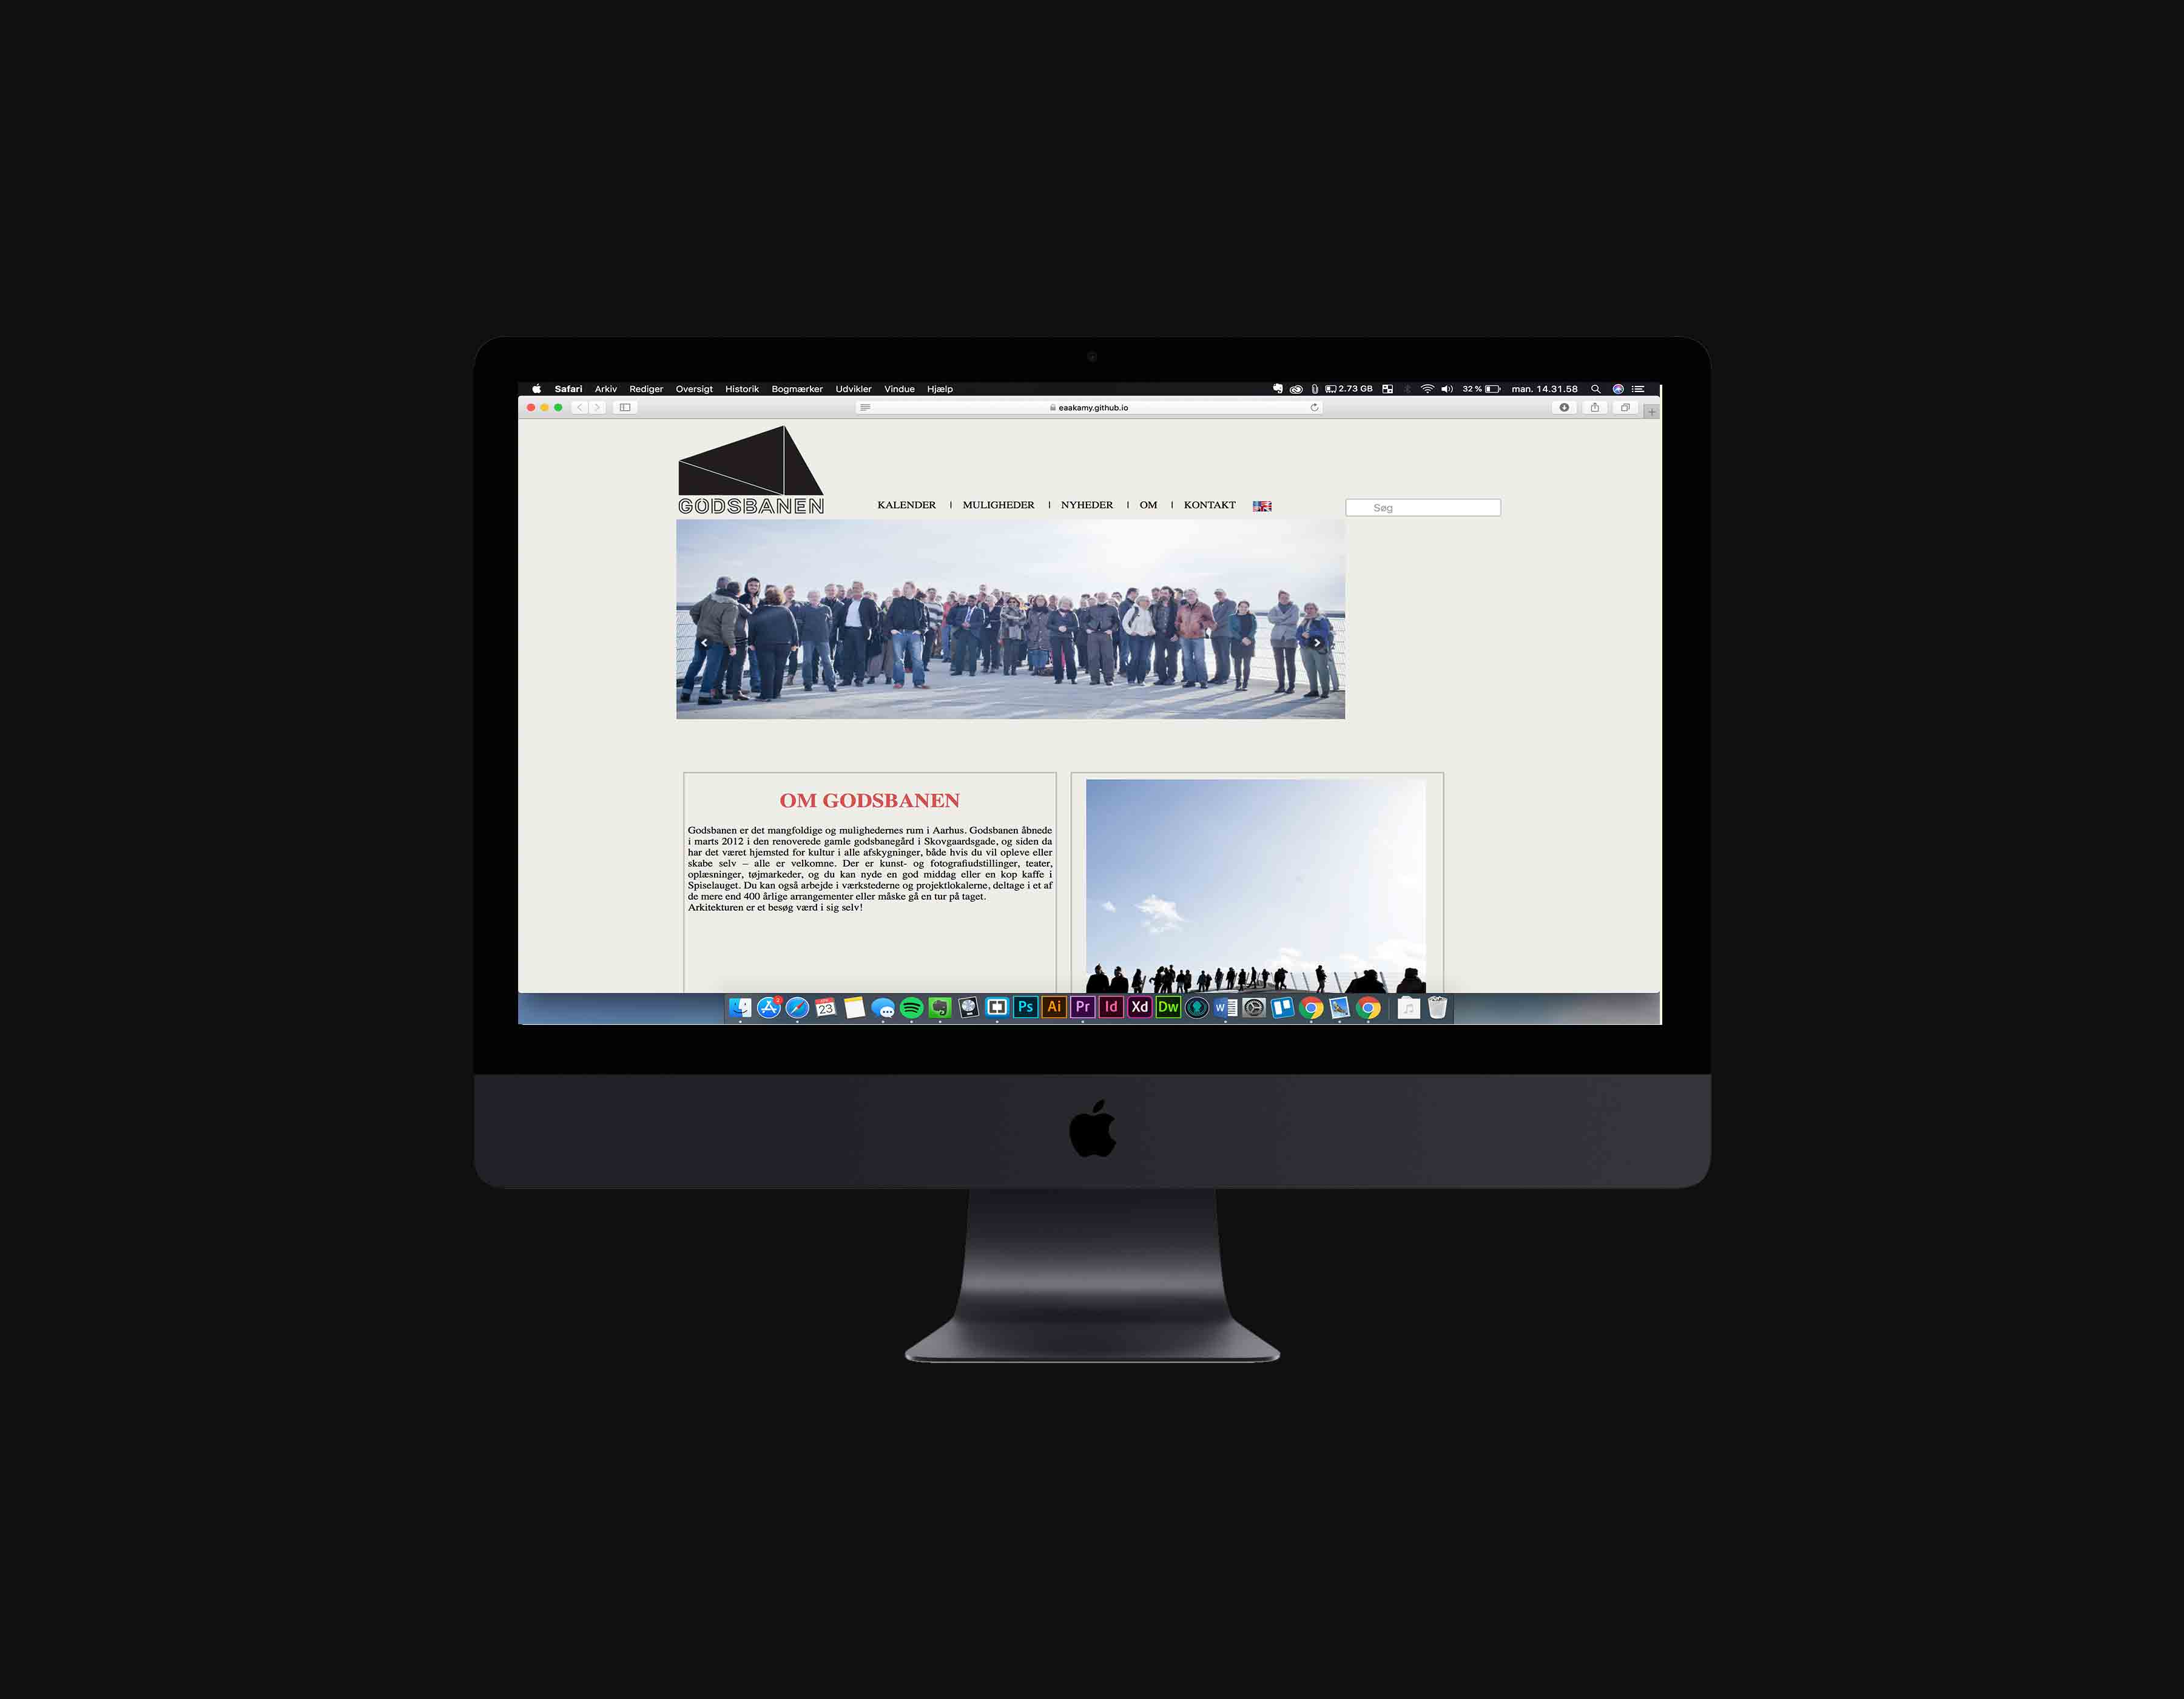 Safari Arkiv Rediger Oversigt Historik Bogmærker Udvikler Vindue Hjælp 2.73 GB 32 % man. 14.31.58
eaakamy.github.io
GODSBANEN
KALENDER | MULIGHEDER | NYHEDER | OM | KONTAKT
Søg
OM GODSBANEN
Godsbanen er det mangfoldige og mulighedernes rum i Aarhus. Godsbanen åbnede
i marts 2012 i den renoverede gamle godsbanegård i Skovgaardsgade, og siden da
har det været hjemsted for kultur i alle afskygninger, både hvis du vil opleve eller
skabe selv – alle er velkomne. Der er kunst- og fotografiudstillinger, teater,
oplæsninger, tøjmarkeder, og du kan nyde en god middag eller en kop kaffe i
Spiselauget. Du kan også arbejde i værkstederne og projektlokalerne, deltage i et af
de mere end 400 årlige arrangementer eller måske gå en tur på taget.
Arkitekturen er et besøg værd i sig selv!
23 Ps Ai Pr Id Xd Dw W